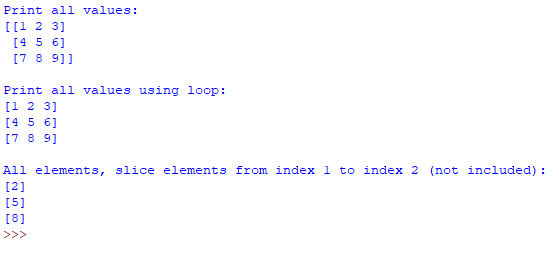 Print all values:
[[1 2 3]
 [4 5 6]
 [7 8 9]]
Print all values using loop:
[1 2 3]
[4 5 6]
[7 8 9]
All elements, slice elements from index 1 to index 2 (not included):
[2]
[5]
[8]
>>>